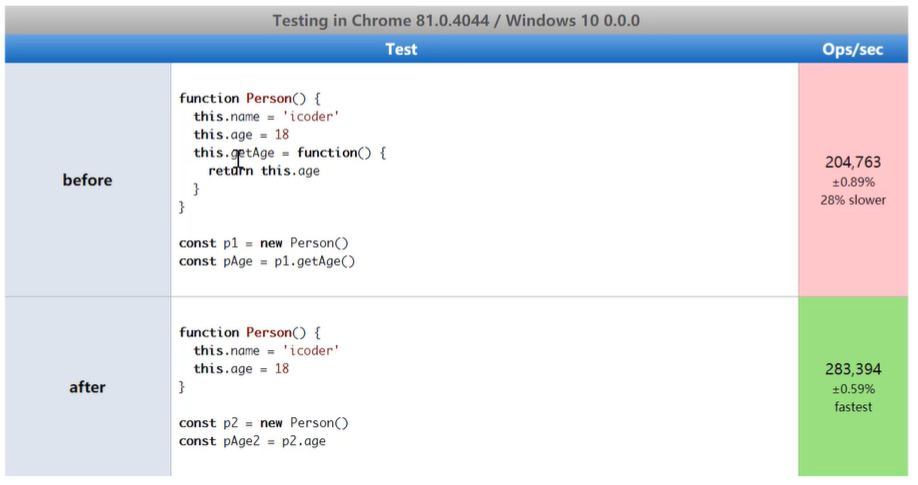 Testing in Chrome 81.0.4044 / Windows 10 0.0.0
Test
Ops/sec
before
function Person() {
  this.name = 'icoder'
  this.age = 18
  this.getAge = function() {
    return this.age
  }
}
const p1 = new Person()
const pAge = p1.getAge()
204,763
±0.89%
28% slower
after
function Person() {
  this.name = 'icoder'
  this.age = 18
}
const p2 = new Person()
const pAge2 = p2.age
283,394
±0.59%
fastest